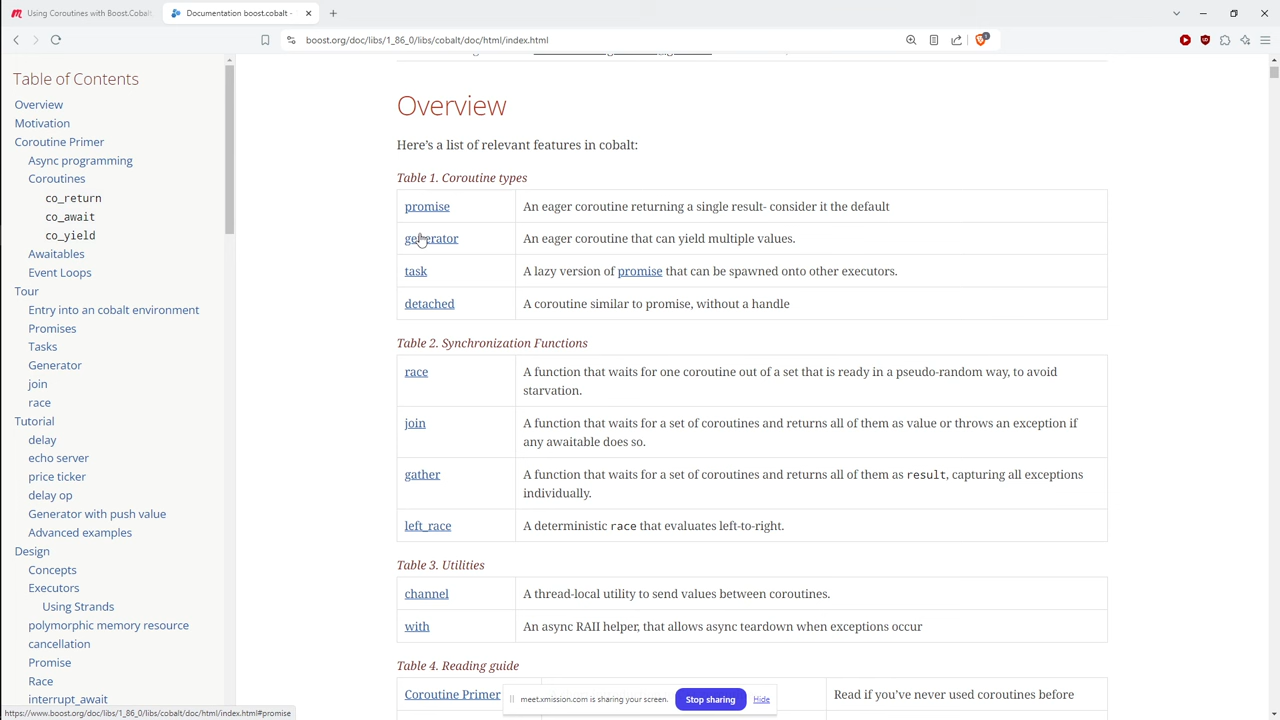 Using Coroutines with Boost.Cobalt
Documentation boost.cobalt -
boost.org/doc/libs/1_86_0/libs/cobalt/doc/html/index.html
Table of Contents
Overview
Motivation
Coroutine Primer
Async programming
Coroutines
co_return
co_await
co_yield
Awaitables
Event Loops
Tour
Entry into an cobalt environment
Promises
Tasks
Generator
join
race
Tutorial
delay
echo server
price ticker
delay op
Generator with push value
Advanced examples
Design
Concepts
Executors
Using Strands
polymorphic memory resource
cancellation
Promise
Race
interrupt_await
https://www.boost.org/doc/libs/1_86_0/libs/cobalt/doc/html/index.html#promise
Overview
Here’s a list of relevant features in cobalt:
Table 1. Coroutine types
promise An eager coroutine returning a single result- consider it the default
generator An eager coroutine that can yield multiple values.
task A lazy version of promise that can be spawned onto other executors.
detached A coroutine similar to promise, without a handle
Table 2. Synchronization Functions
race A function that waits for one coroutine out of a set that is ready in a pseudo-random way, to avoid
starvation.
join A function that waits for a set of coroutines and returns all of them as value or throws an exception if
any awaitable does so.
gather A function that waits for a set of coroutines and returns all of them as result, capturing all exceptions
individually.
left_race A deterministic race that evaluates left-to-right.
Table 3. Utilities
channel A thread-local utility to send values between coroutines.
with An async RAII helper, that allows async teardown when exceptions occur
Table 4. Reading guide
Coroutine Primer Read if you’ve never used coroutines before
meet.xmission.com is sharing your screen. Stop sharing Hide